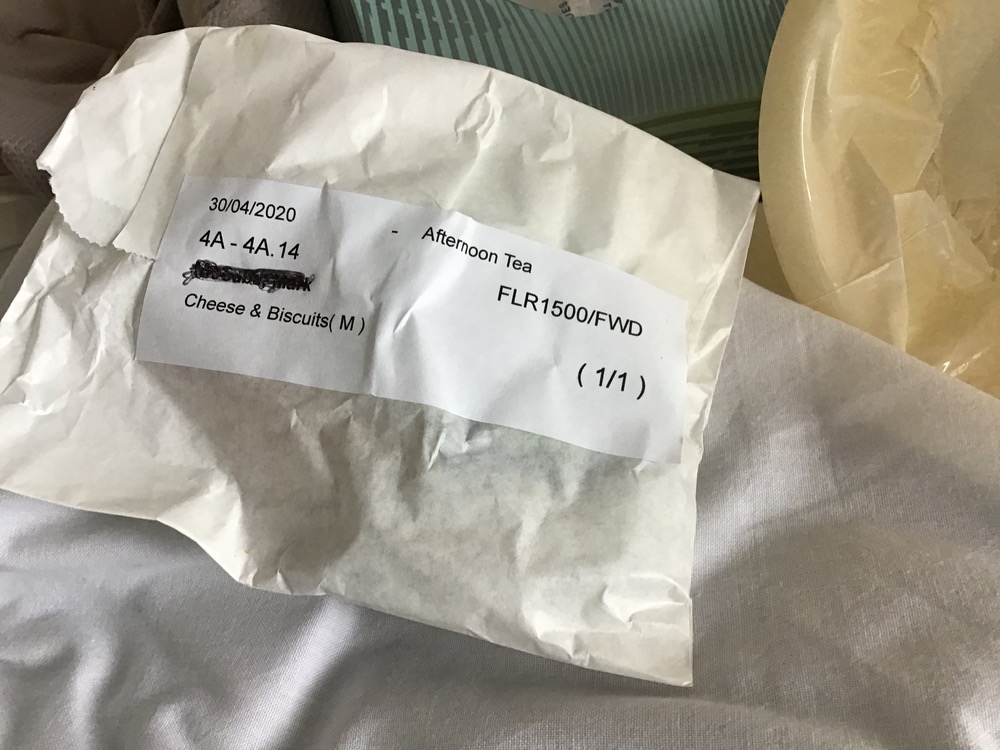 30/04/2020 - Afternoon Tea
4A - 4A.14
FLR1500/FWD
Cheese & Biscuits( M )
( 1/1 )